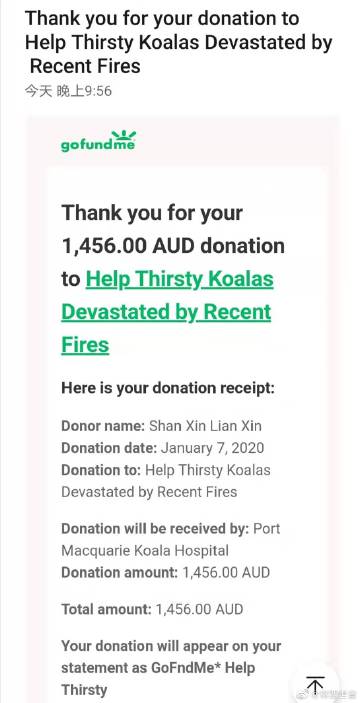 Thank you for your donation to
Help Thirsty Koalas Devastated by
Recent Fires
今天 晚上9:56
gofundme
Thank you for your
1,456.00 AUD donation
to Help Thirsty Koalas
Devastated by Recent
Fires
Here is your donation receipt:
Donor name: Shan Xin Lian Xin
Donation date: January 7, 2020
Donation to: Help Thirsty Koalas
Devastated by Recent Fires
Donation will be received by: Port
Macquarie Koala Hospital
Donation amount: 1,456.00 AUD
Total amount: 1,456.00 AUD
Your donation will appear on your
statement as GoFndMe* Help
Thirsty